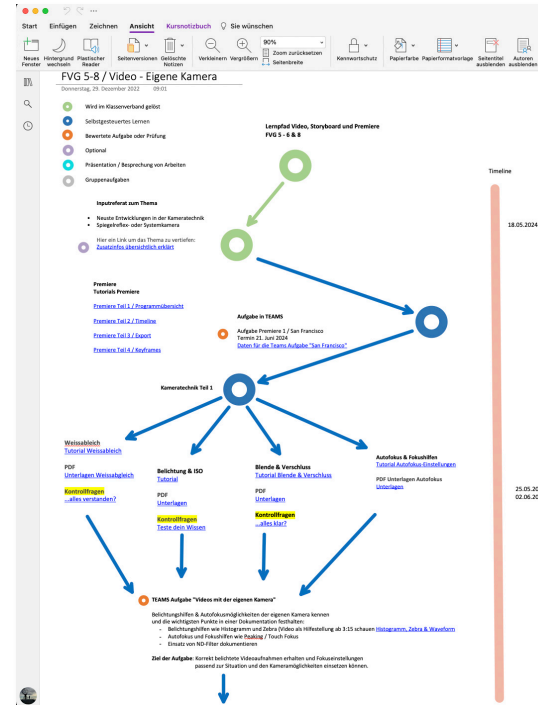 Start Einfügen Zeichnen Ansicht Kursnotizbuch Sie wünschen
Neues Fenster
Hintergrund wechseln
Plastischer Reader
Seitenversionen
Gelöschte Notizen
Verkleinern
Vergrößern
90%
Zoom zurücksetzen
Seitenbreite
Kennwortschutz
Papierfarbe
Papierformatvorlage
Seitentitel ausblenden
Autoren ausblenden
FVG 5-8 / Video - Eigene Kamera
Donnerstag, 29. Dezember 2022 09:01
Wird im Klassenverband gelöst
Selbstgesteuertes Lernen
Bewertete Aufgabe oder Prüfung
Optional
Präsentation / Besprechung von Arbeiten
Gruppenaufgaben
Lernpfad Video, Storyboard und Premiere
FVG 5 - 6 & 8
Timeline
Inputreferat zum Thema
• Neuste Entwicklungen in der Kameratechnik
• Spiegelreflex- oder Systemkamera
Hier ein Link um das Thema zu vertiefen:
Zusatzinfos übersichtlich erklärt
18.05.2024
Premiere
Tutorials Premiere
Premiere Teil 1 / Programmübersicht
Premiere Teil 2 / Timeline
Premiere Teil 3 / Export
Premiere Teil 4 / Keyframes
Aufgabe in TEAMS
Aufgabe Premiere 1 / San Francisco
Termin 21. Juni 2024
Daten für die Teams Aufgabe "San Francisco"
Kameratechnik Teil 1
Weissableich
Tutorial Weissableich
PDF
Unterlagen Weissabgleich
Kontrollfragen
...alles verstanden?
Belichtung & ISO
Tutorial
PDF
Unterlagen
Kontrollfragen
Teste dein Wissen
Blende & Verschluss
Tutorial Blende & Verschluss
PDF
Unterlagen
Kontrollfragen
...alles klar?
Autofokus & Fokushilfen
Tutorial Autofokus-Einstellungen
PDF Unterlagen Autofokus
Unterlagen
25.05.20
02.06.20
TEAMS Aufgabe "Videos mit der eigenen Kamera"
Belichtungshilfen & Autofokusmöglichkeiten der eigenen Kamera kennen
und die wichtigsten Punkte in einer Dokumentation festhalten:
- Belichtungshilfen wie Histogramm und Zebra (Video als Hilfestellung ab 3:15 schauen Histogramm, Zebra & Waveform
- Autofokus und Fokushilfen wie Peaking / Touch Fokus
- Einsatz von ND-Filter dokumentieren
Ziel der Aufgabe: Korrekt belichtete Videoaufnahmen erhalten und Fokuseinstellungen
passend zur Situation und den Kameramöglichkeiten einsetzen können.